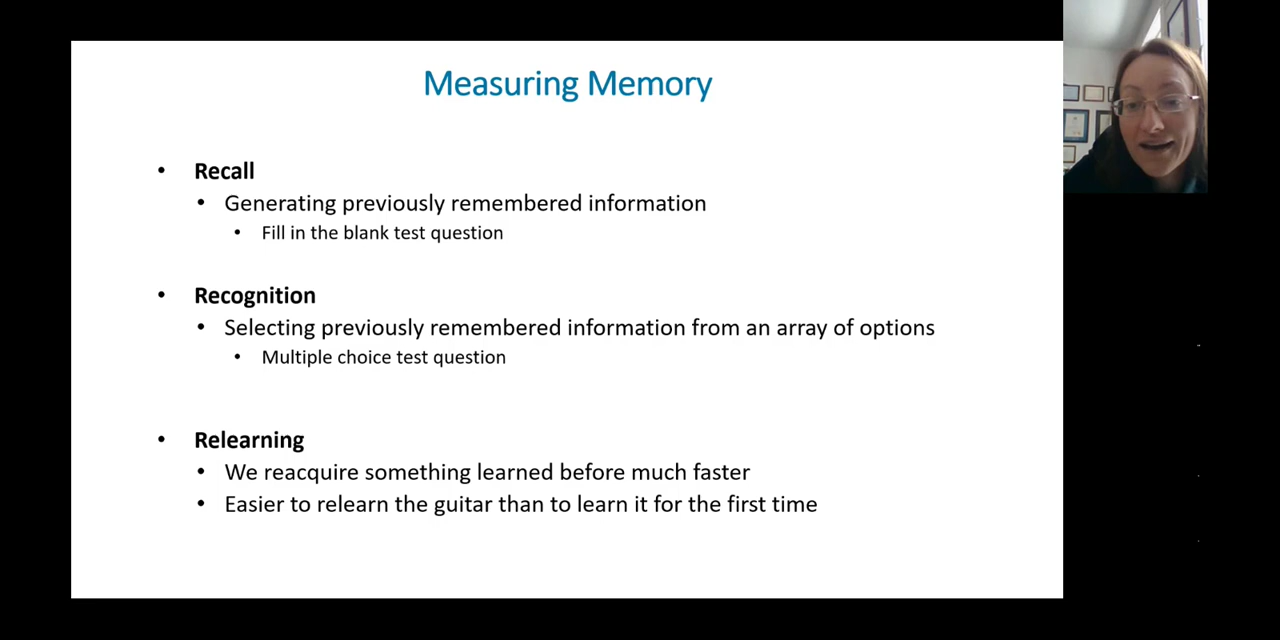 Measuring Memory
• Recall
• Generating previously remembered information
• Fill in the blank test question
• Recognition
• Selecting previously remembered information from an array of options
• Multiple choice test question
• Relearning
• We reacquire something learned before much faster
• Easier to relearn the guitar than to learn it for the first time